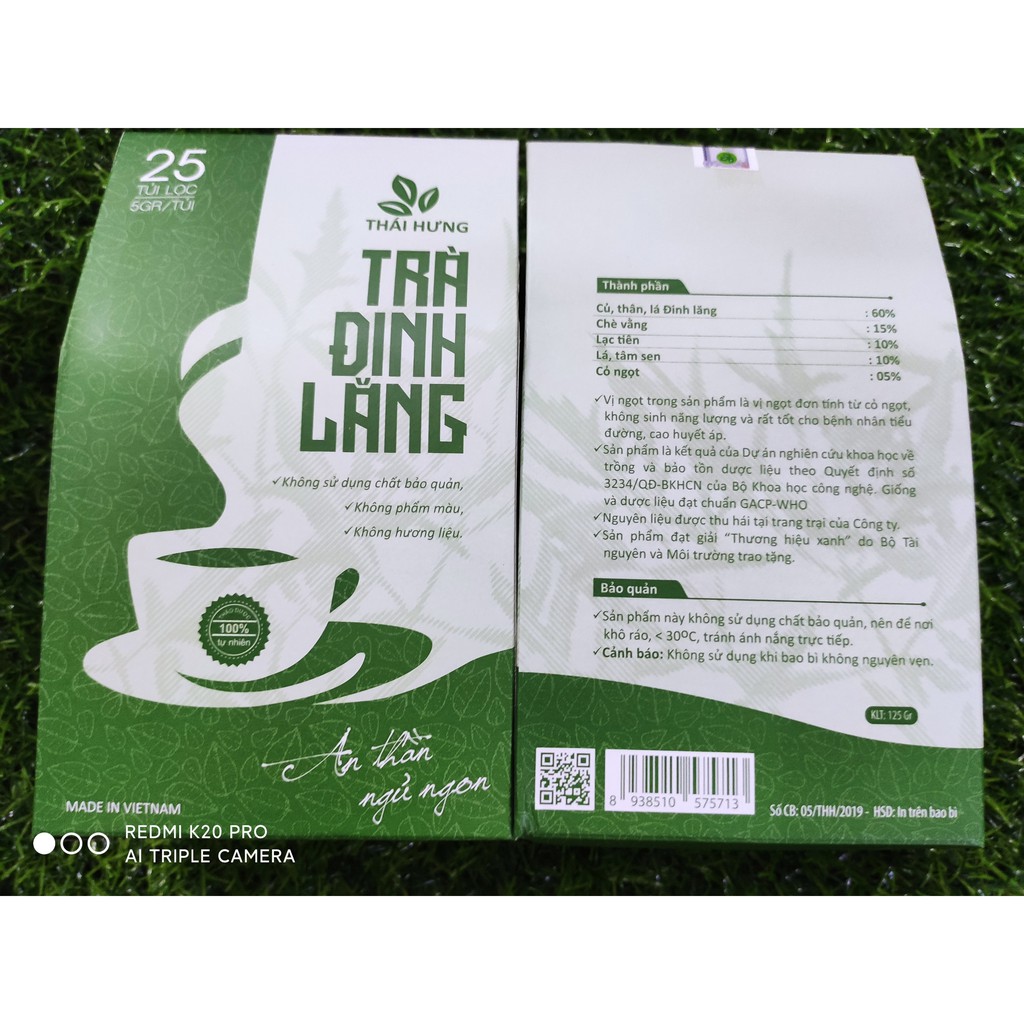 25
TÚI LỌC
5GR/TÚI
THÁI HƯNG
TRÀ
ĐINH
LĂNG
✓Không sử dụng chất bảo quản,
✓Không phẩm màu,
✓Không hương liệu.
THẢO DƯỢC
100%
tự nhiên
An thần
ngủ ngon
MADE IN VIETNAM
REDMI K20 PRO
AI TRIPLE CAMERA
Thành phần
Củ, thân, lá Đinh lăng : 60%
Chè vằng : 15%
Lạc tiên : 10%
Lá, tâm sen : 10%
Cỏ ngọt : 05%
✓Vị ngọt trong sản phẩm là vị ngọt đơn tính từ cỏ ngọt,
không sinh năng lượng và rất tốt cho bệnh nhân tiểu
đường, cao huyết áp.
✓Sản phẩm là kết quả của Dự án nghiên cứu khoa học về
trồng và bảo tồn dược liệu theo Quyết định số
3234/QĐ-BKHCN của Bộ Khoa học công nghệ. Giống
và dược liệu đạt chuẩn GACP-WHO
✓Nguyên liệu được thu hái tại trang trại của Công ty.
✓Sản phẩm đạt giải "Thương hiệu xanh" do Bộ Tài
nguyên và Môi trường trao tặng.
Bảo quản
✓Sản phẩm này không sử dụng chất bảo quản, nên để nơi
khô ráo, < 30ºC, tránh ánh nắng trực tiếp.
✓Cảnh báo: Không sử dụng khi bao bì không nguyên vẹn.
KLT: 125 Gr
8 938510 575713
Số CB: 05/THH/2019 - HSD: In trên bao bì